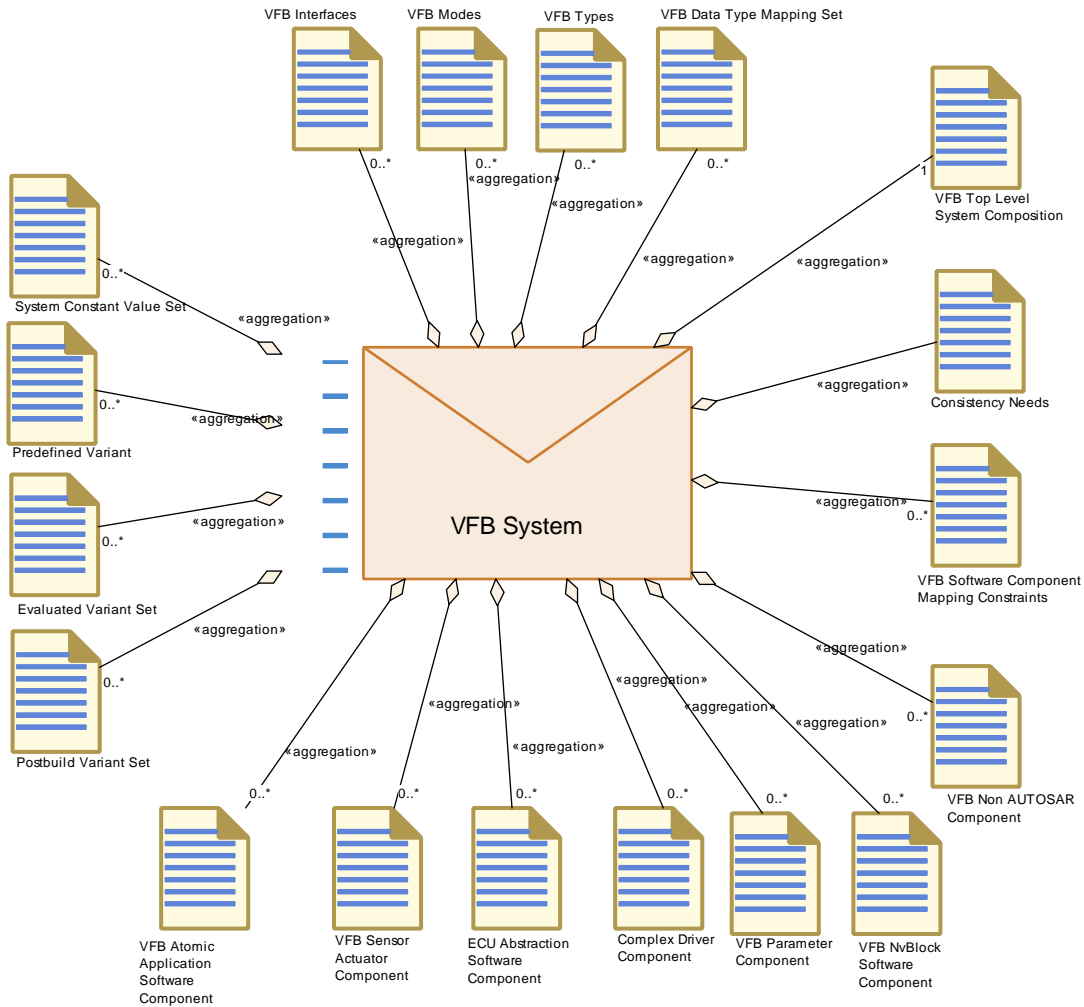 VFB Interfaces
VFB Modes
VFB Types
VFB Data Type Mapping Set
0..*
0..*
0..*
0..*
1
VFB Top Level
System Composition
«aggregation»
«aggregation»
«aggregation»
«aggregation»
«aggregation»
0..*
System Constant Value Set
«aggregation»
Consistency Needs
«aggregation»
0..*
«aggregation»
Predefined Variant
VFB System
«aggregation»
0..*
VFB Software Component
Mapping Constraints
«aggregation»
0..*
Evaluated Variant Set
«aggregation»
0..*
Postbuild Variant Set
«aggregation»
0..*
VFB Non AUTOSAR
Component
«aggregation»
«aggregation»
«aggregation»
«aggregation»
«aggregation»
«aggregation»
0..*
0..*
0..*
0..*
0..*
0..*
VFB Atomic
Application
Software
Component
VFB Sensor
Actuator
Component
ECU Abstraction
Software
Component
Complex Driver
Component
VFB Parameter
Component
VFB NvBlock
Software
Component